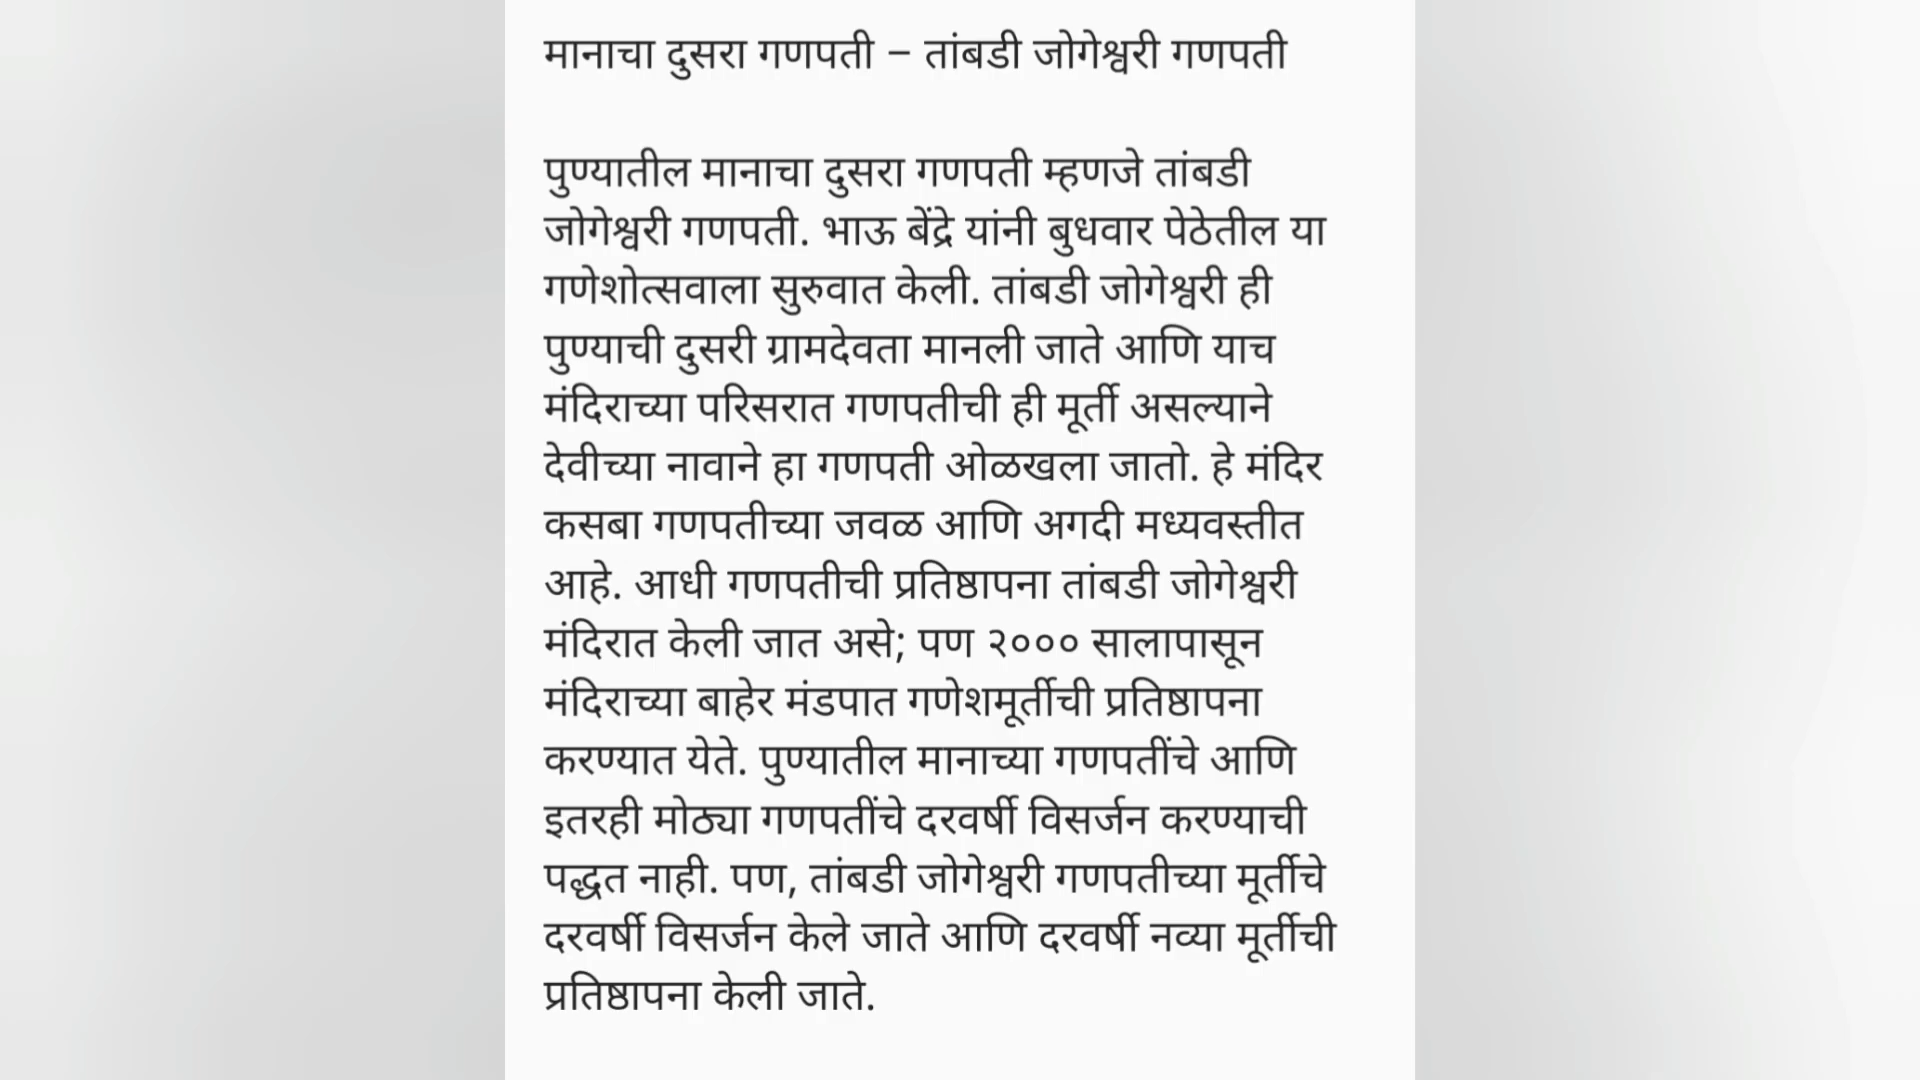 मानाचा दुसरा गणपती – तांबडी जोगेश्वरी गणपती
पुण्यातील मानाचा दुसरा गणपती म्हणजे तांबडी
जोगेश्वरी गणपती. भाऊ बेंद्रे यांनी बुधवार पेठेतील या
गणेशोत्सवाला सुरुवात केली. तांबडी जोगेश्वरी ही
पुण्याची दुसरी ग्रामदेवता मानली जाते आणि याच
मंदिराच्या परिसरात गणपतीची ही मूर्ती असल्याने
देवीच्या नावाने हा गणपती ओळखला जातो. हे मंदिर
कसबा गणपतीच्या जवळ आणि अगदी मध्यवस्तीत
आहे. आधी गणपतीची प्रतिष्ठापना तांबडी जोगेश्वरी
मंदिरात केली जात असे; पण २००० सालापासून
मंदिराच्या बाहेर मंडपात गणेशमूर्तीची प्रतिष्ठापना
करण्यात येते. पुण्यातील मानाच्या गणपतींचे आणि
इतरही मोठ्या गणपतींचे दरवर्षी विसर्जन करण्याची
पद्धत नाही. पण, तांबडी जोगेश्वरी गणपतीच्या मूर्तीचे
दरवर्षी विसर्जन केले जाते आणि दरवर्षी नव्या मूर्तीची
प्रतिष्ठापना केली जाते.